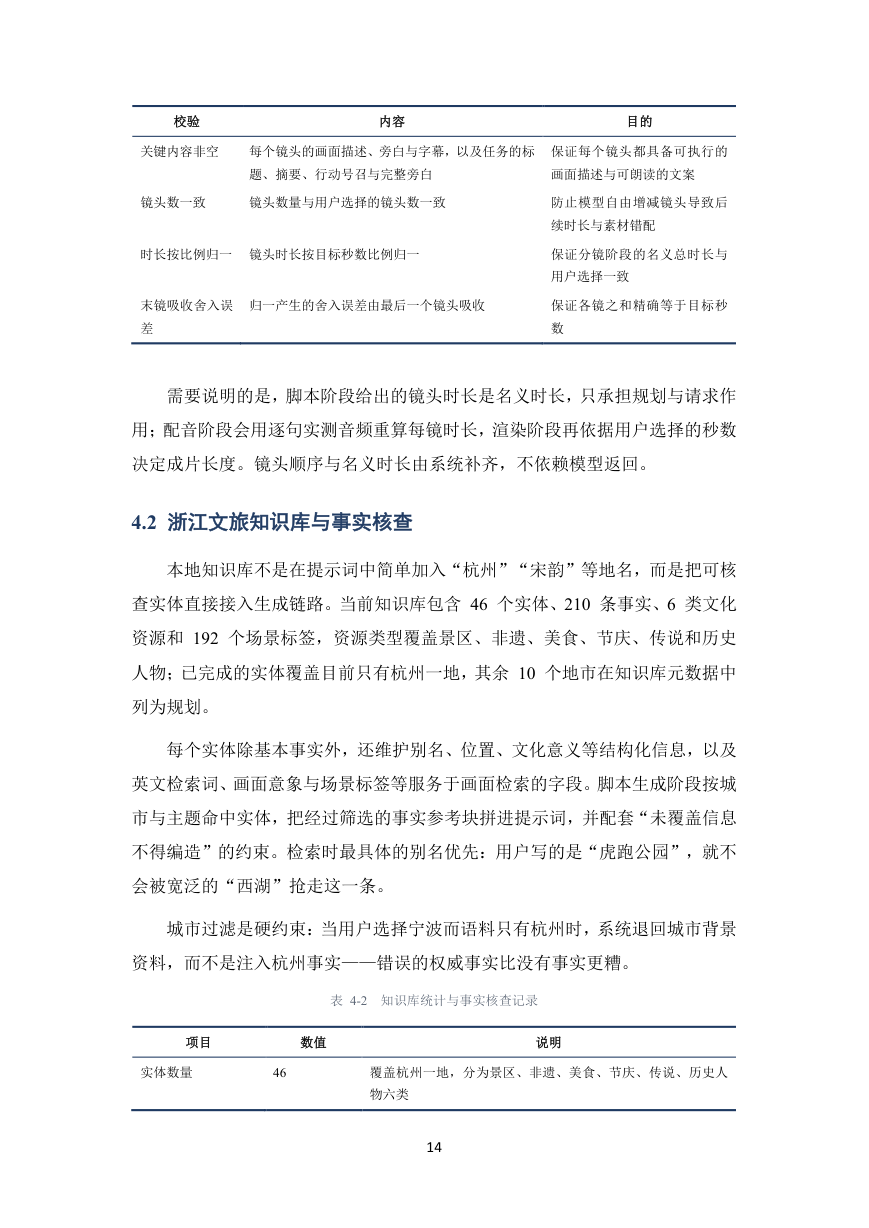 校验 内容 目的
关键内容非空 每个镜头的画面描述、旁白与字幕，以及任务的标 保证每个镜头都具备可执行的
题、摘要、行动号召与完整旁白 画面描述与可朗读的文案
镜头数一致 镜头数量与用户选择的镜头数一致 防止模型自由增减镜头导致后
续时长与素材错配
时长按比例归一 镜头时长按目标秒数比例归一 保证分镜阶段的名义总时长与
用户选择一致
末镜吸收舍入误 归一产生的舍入误差由最后一个镜头吸收 保证各镜之和精确等于目标秒
差 数
需要说明的是，脚本阶段给出的镜头时长是名义时长，只承担规划与请求作
用；配音阶段会用逐句实测音频重算每镜时长，渲染阶段再依据用户选择的秒数
决定成片长度。镜头顺序与名义时长由系统补齐，不依赖模型返回。
4.2 浙江文旅知识库与事实核查
本地知识库不是在提示词中简单加入“杭州”“宋韵”等地名，而是把可核
查实体直接接入生成链路。当前知识库包含 46 个实体、210 条事实、6 类文化
资源和 192 个场景标签，资源类型覆盖景区、非遗、美食、节庆、传说和历史
人物；已完成的实体覆盖目前只有杭州一地，其余 10 个地市在知识库元数据中
列为规划。
每个实体除基本事实外，还维护别名、位置、文化意义等结构化信息，以及
英文检索词、画面意象与场景标签等服务于画面检索的字段。脚本生成阶段按城
市与主题命中实体，把经过筛选的事实参考块拼进提示词，并配套“未覆盖信息
不得编造”的约束。检索时最具体的别名优先：用户写的是“虎跑公园”，就不
会被宽泛的“西湖”抢走这一条。
城市过滤是硬约束：当用户选择宁波而语料只有杭州时，系统退回城市背景
资料，而不是注入杭州事实——错误的权威事实比没有事实更糟。
表 4-2 知识库统计与事实核查记录
项目 数值 说明
实体数量 46 覆盖杭州一地，分为景区、非遗、美食、节庆、传说、历史人
物六类
14